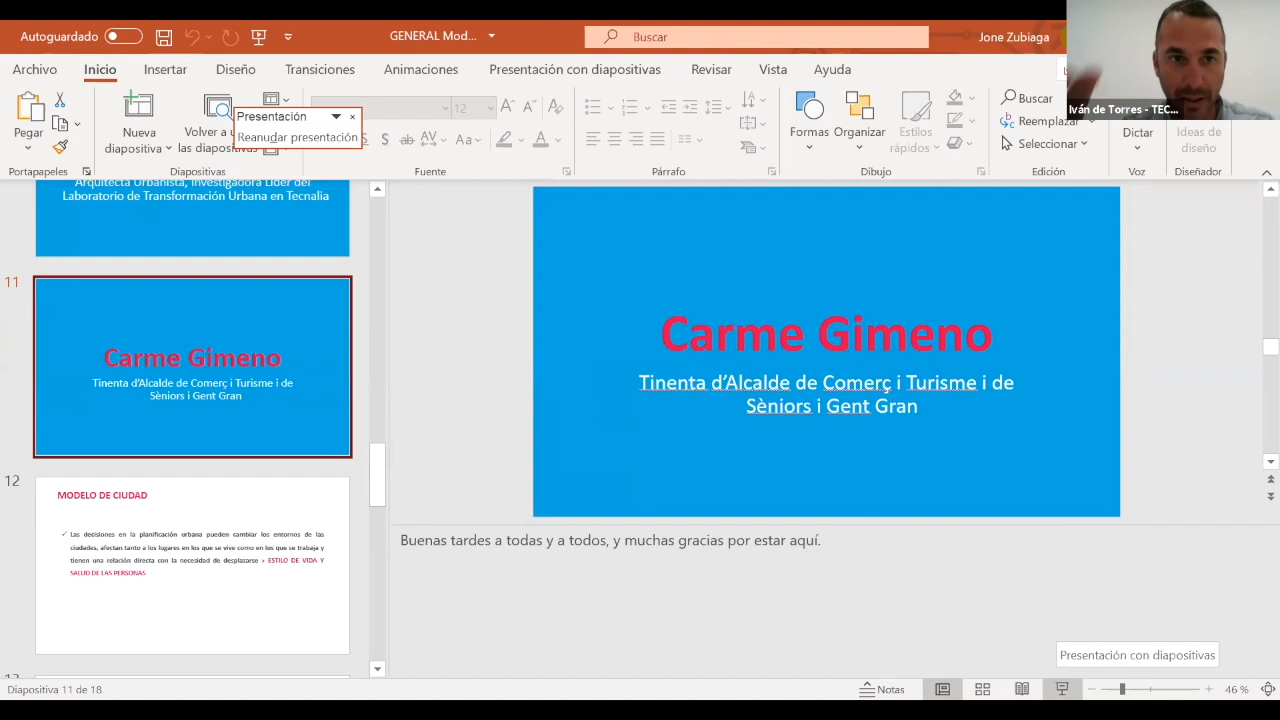 Autoguardado
GENERAL Mod...
Buscar
Jone Zubiaga
Archivo
Inicio
Insertar
Diseño
Transiciones
Animaciones
Presentación con diapositivas
Revisar
Vista
Ayuda
Iván de Torres - TEC...
Pegar
Nueva
diapositiva
Volver a u
las diapositiva
Presentación
Reanudar presentación
12
Aa
Formas
Organizar
Estilos
rápidos
Buscar
Reemplazar
Seleccionar
Dictar
Ideas de
diseño
Portapapeles
Diapositivas
Fuente
Párrafo
Dibujo
Edición
Voz
Diseñador
Arquitecta Urbanista, Investigadora Líder del
Laboratorio de Transformación Urbana en Tecnalia
11
Carme Gimeno
Tinenta d'Alcalde de Comerç i Turisme i de
Sèniors i Gent Gran
12
MODELO DE CIUDAD
✓ Las decisiones en la planificación urbana pueden cambiar los entornos de las
ciudades, afectan tanto a los lugares en los que se vive como en los que se trabaja y
tienen una relación directa con la necesidad de desplazarse > ESTILO DE VIDA Y
SALUD DE LAS PERSONAS
Carme Gimeno
Tinenta d'Alcalde de Comerç i Turisme i de
Sèniors i Gent Gran
Buenas tardes a todas y a todos, y muchas gracias por estar aquí.
Presentación con diapositivas
Diapositiva 11 de 18
Notas
46 %